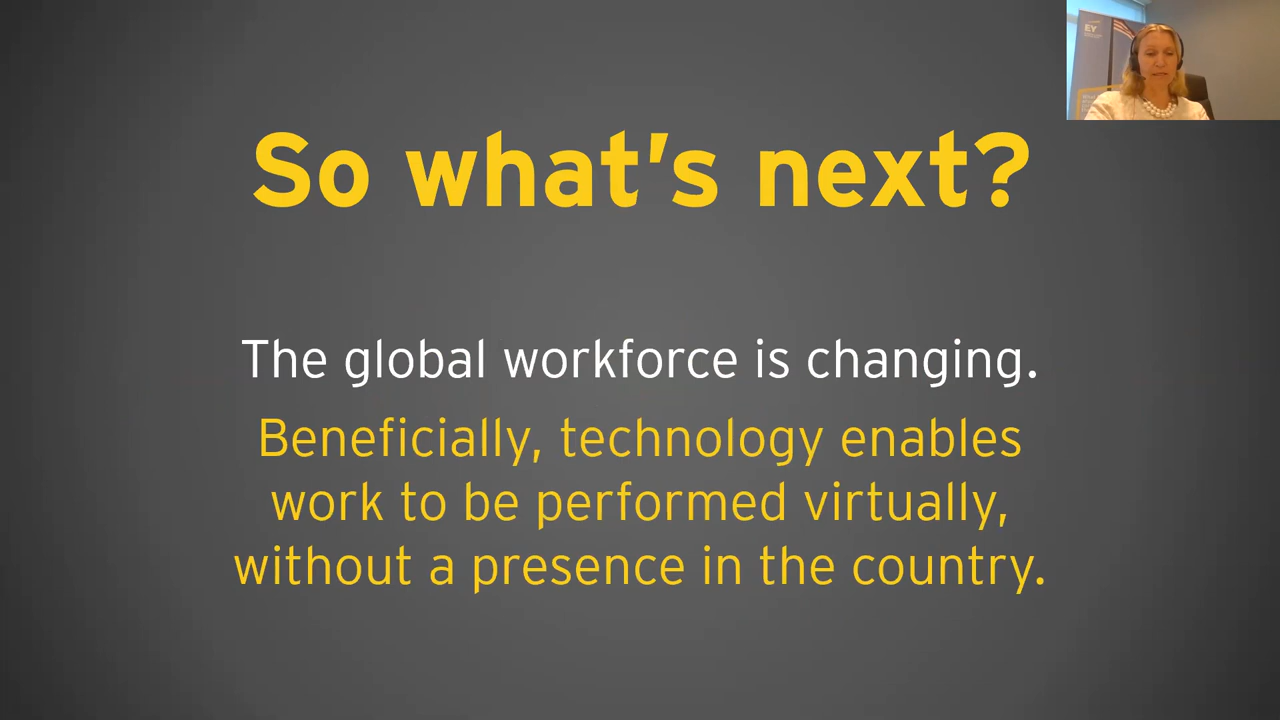 EY
So what's next?
The global workforce is changing.
Beneficially, technology enables
work to be performed virtually,
without a presence in the country.